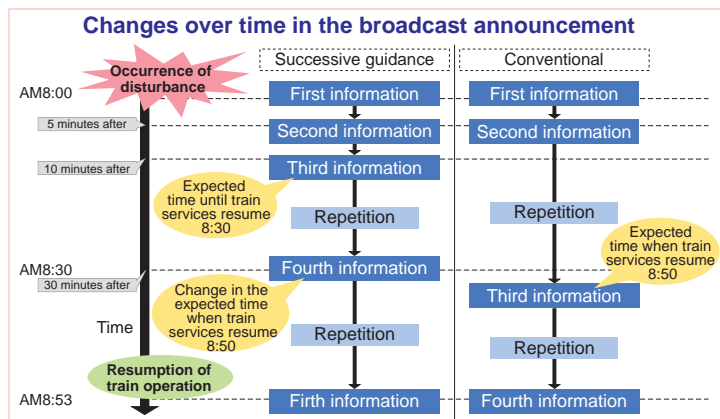 Changes over time in the broadcast announcement
Successive guidance
Conventional
Occurrence of
disturbance
AM8:00
First information
First information
5 minutes after
Second information
Second information
10 minutes after
Third information
Expected
time until train
services resume
8:30
Repetition
Repetition
Expected
time when train
services resume
8:50
AM8:30
30 minutes after
Fourth information
Change in the
expected time
when train
services resume
8:50
Third information
Time
Repetition
Repetition
Resumption of
train operation
AM8:53
Firth information
Fourth information